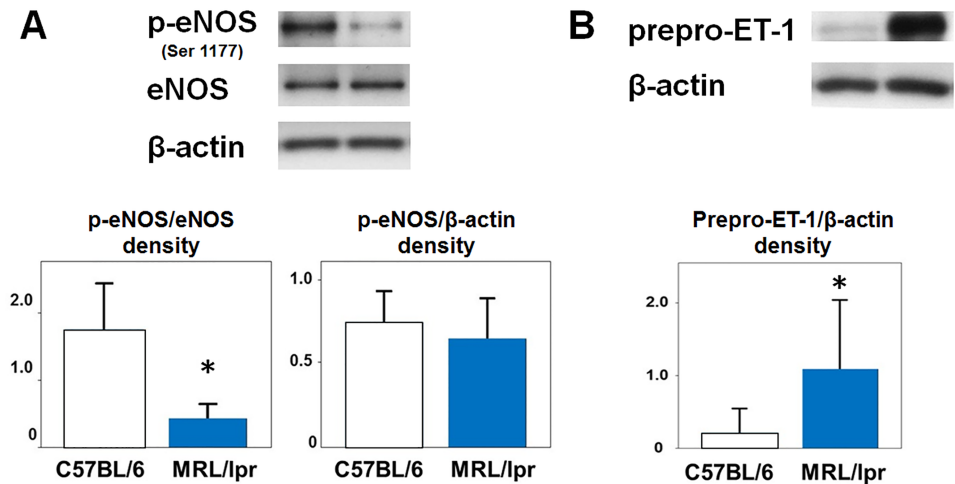 A
p-eNOS
(Ser 1177)
eNOS
β-actin
p-eNOS/eNOS
density
2.0
1.0
0
*
C57BL/6 MRL/lpr
p-eNOS/β-actin
density
1.0
0.5
0
C57BL/6 MRL/lpr
B
prepro-ET-1
β-actin
Prepro-ET-1/β-actin
density
2.0
1.0
0
*
C57BL/6 MRL/lpr